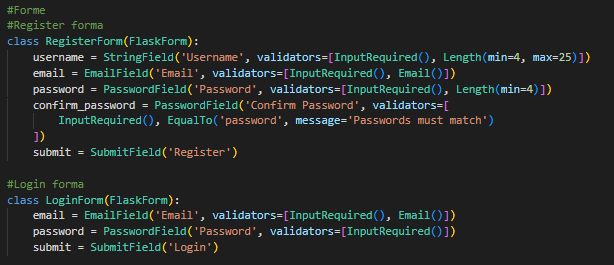 #Forme
#Register forma
class RegisterForm(FlaskForm):
    username = StringField('Username', validators=[InputRequired(), Length(min=4, max=25)])
    email = EmailField('Email', validators=[InputRequired(), Email()])
    password = PasswordField('Password', validators=[InputRequired(), Length(min=4)])
    confirm_password = PasswordField('Confirm Password', validators=[
        InputRequired(), EqualTo('password', message='Passwords must match')
    ])
    submit = SubmitField('Register')
#Login forma
class LoginForm(FlaskForm):
    email = EmailField('Email', validators=[InputRequired(), Email()])
    password = PasswordField('Password', validators=[InputRequired()])
    submit = SubmitField('Login')